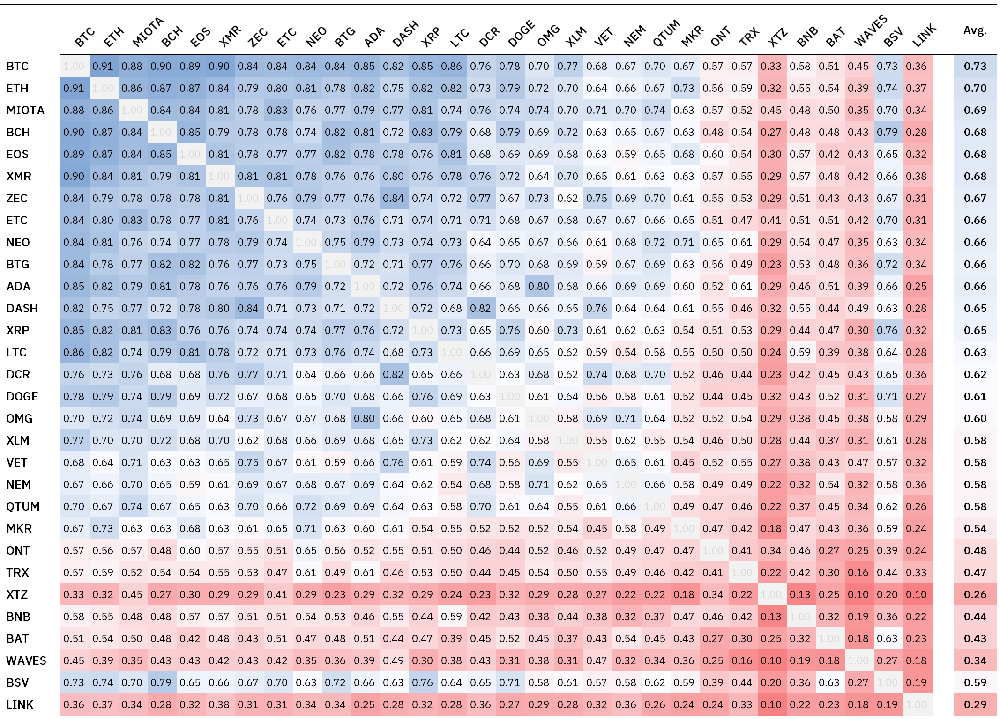 BTC ETH MIOTA BCH EOS XMR ZEC ETC NEO BTG ADA DASH XRP LTC DCR DOGE OMG XLM VET NEM QTUM MKR ONT TRX XTZ BNB BAT WAVES BSV LINK Avg.
BTC 1.00 0.91 0.88 0.90 0.89 0.90 0.84 0.84 0.84 0.84 0.85 0.82 0.85 0.86 0.76 0.78 0.70 0.77 0.68 0.67 0.70 0.67 0.57 0.57 0.33 0.58 0.51 0.45 0.73 0.36 0.73
ETH 0.91 1.00 0.86 0.87 0.87 0.84 0.79 0.80 0.81 0.78 0.82 0.75 0.82 0.82 0.73 0.79 0.72 0.70 0.64 0.66 0.67 0.73 0.56 0.59 0.32 0.55 0.54 0.39 0.74 0.37 0.70
MIOTA 0.88 0.86 1.00 0.84 0.84 0.81 0.78 0.83 0.76 0.77 0.79 0.77 0.81 0.74 0.76 0.74 0.74 0.70 0.71 0.70 0.74 0.63 0.57 0.52 0.45 0.48 0.50 0.35 0.70 0.34 0.69
BCH 0.90 0.87 0.84 1.00 0.85 0.79 0.78 0.78 0.74 0.82 0.81 0.72 0.83 0.79 0.68 0.79 0.69 0.72 0.63 0.65 0.67 0.63 0.48 0.54 0.27 0.48 0.48 0.43 0.79 0.28 0.68
EOS 0.89 0.87 0.84 0.85 1.00 0.81 0.78 0.77 0.77 0.82 0.78 0.78 0.76 0.81 0.68 0.69 0.69 0.68 0.63 0.59 0.65 0.68 0.60 0.54 0.30 0.57 0.42 0.43 0.65 0.32 0.68
XMR 0.90 0.84 0.81 0.79 0.81 1.00 0.81 0.81 0.78 0.76 0.76 0.80 0.76 0.78 0.76 0.72 0.64 0.70 0.65 0.61 0.63 0.63 0.57 0.55 0.29 0.57 0.48 0.42 0.66 0.38 0.68
ZEC 0.84 0.79 0.78 0.78 0.78 0.81 1.00 0.76 0.79 0.77 0.76 0.84 0.74 0.72 0.77 0.67 0.73 0.62 0.75 0.69 0.70 0.61 0.55 0.53 0.29 0.51 0.43 0.43 0.67 0.31 0.67
ETC 0.84 0.80 0.83 0.78 0.77 0.81 0.76 1.00 0.74 0.73 0.76 0.71 0.74 0.71 0.71 0.68 0.67 0.68 0.67 0.67 0.66 0.65 0.51 0.47 0.41 0.51 0.51 0.42 0.70 0.31 0.66
NEO 0.84 0.81 0.76 0.74 0.77 0.78 0.79 0.74 1.00 0.75 0.79 0.73 0.74 0.73 0.64 0.65 0.67 0.66 0.61 0.68 0.72 0.71 0.65 0.61 0.29 0.54 0.47 0.35 0.63 0.34 0.66
BTG 0.84 0.78 0.77 0.82 0.82 0.76 0.77 0.73 0.75 1.00 0.72 0.71 0.77 0.76 0.66 0.70 0.68 0.69 0.59 0.67 0.69 0.63 0.56 0.49 0.23 0.53 0.48 0.36 0.72 0.34 0.66
ADA 0.85 0.82 0.79 0.81 0.78 0.76 0.76 0.76 0.79 0.72 1.00 0.72 0.76 0.74 0.66 0.68 0.80 0.68 0.66 0.69 0.69 0.60 0.52 0.61 0.29 0.46 0.51 0.39 0.66 0.25 0.66
DASH 0.82 0.75 0.77 0.72 0.78 0.80 0.84 0.71 0.73 0.71 0.72 1.00 0.72 0.68 0.82 0.66 0.66 0.65 0.76 0.64 0.64 0.61 0.55 0.46 0.32 0.55 0.44 0.49 0.63 0.28 0.65
XRP 0.85 0.82 0.81 0.83 0.76 0.76 0.74 0.74 0.74 0.77 0.76 0.72 1.00 0.73 0.65 0.76 0.60 0.73 0.61 0.62 0.63 0.54 0.51 0.53 0.29 0.44 0.47 0.30 0.76 0.32 0.65
LTC 0.86 0.82 0.74 0.79 0.81 0.78 0.72 0.71 0.73 0.76 0.74 0.68 0.73 1.00 0.66 0.69 0.65 0.62 0.59 0.54 0.58 0.55 0.50 0.50 0.24 0.59 0.39 0.38 0.64 0.28 0.63
DCR 0.76 0.73 0.76 0.68 0.68 0.76 0.77 0.71 0.64 0.66 0.66 0.82 0.65 0.66 1.00 0.63 0.68 0.62 0.74 0.68 0.70 0.52 0.46 0.44 0.23 0.42 0.45 0.43 0.65 0.36 0.62
DOGE 0.78 0.79 0.74 0.79 0.69 0.72 0.67 0.68 0.65 0.70 0.68 0.66 0.76 0.69 0.63 1.00 0.61 0.64 0.56 0.58 0.61 0.52 0.44 0.45 0.32 0.43 0.52 0.31 0.71 0.27 0.61
OMG 0.70 0.72 0.74 0.69 0.69 0.64 0.73 0.67 0.67 0.68 0.80 0.66 0.60 0.65 0.68 0.61 1.00 0.58 0.69 0.71 0.64 0.52 0.52 0.54 0.29 0.38 0.45 0.38 0.58 0.29 0.60
XLM 0.77 0.70 0.70 0.72 0.68 0.70 0.62 0.68 0.66 0.69 0.68 0.65 0.73 0.62 0.62 0.64 0.58 1.00 0.55 0.62 0.55 0.54 0.46 0.50 0.28 0.44 0.37 0.31 0.61 0.28 0.58
VET 0.68 0.64 0.71 0.63 0.63 0.65 0.75 0.67 0.61 0.59 0.66 0.76 0.61 0.59 0.74 0.56 0.69 0.55 1.00 0.65 0.61 0.45 0.52 0.55 0.27 0.38 0.43 0.47 0.57 0.32 0.58
NEM 0.67 0.66 0.70 0.65 0.59 0.61 0.69 0.67 0.68 0.67 0.69 0.64 0.62 0.54 0.68 0.58 0.71 0.62 0.65 1.00 0.66 0.58 0.49 0.49 0.22 0.32 0.54 0.32 0.58 0.36 0.58
QTUM 0.70 0.67 0.74 0.67 0.65 0.63 0.70 0.66 0.72 0.69 0.69 0.64 0.63 0.58 0.70 0.61 0.64 0.55 0.61 0.66 1.00 0.49 0.47 0.46 0.22 0.37 0.45 0.34 0.62 0.26 0.58
MKR 0.67 0.73 0.63 0.63 0.68 0.63 0.61 0.65 0.71 0.63 0.60 0.61 0.54 0.55 0.52 0.52 0.52 0.54 0.45 0.58 0.49 1.00 0.47 0.42 0.18 0.47 0.43 0.36 0.59 0.24 0.54
ONT 0.57 0.56 0.57 0.48 0.60 0.57 0.55 0.51 0.65 0.56 0.52 0.55 0.51 0.50 0.46 0.44 0.52 0.46 0.52 0.49 0.47 0.47 1.00 0.41 0.34 0.46 0.27 0.25 0.39 0.24 0.48
TRX 0.57 0.59 0.52 0.54 0.54 0.55 0.53 0.47 0.61 0.49 0.61 0.46 0.53 0.50 0.44 0.45 0.54 0.50 0.55 0.49 0.46 0.42 0.41 1.00 0.22 0.42 0.30 0.16 0.44 0.33 0.47
XTZ 0.33 0.32 0.45 0.27 0.30 0.29 0.29 0.41 0.29 0.23 0.29 0.32 0.29 0.24 0.23 0.32 0.29 0.28 0.27 0.22 0.22 0.18 0.34 0.22 1.00 0.13 0.25 0.10 0.20 0.10 0.26
BNB 0.58 0.55 0.48 0.48 0.57 0.57 0.51 0.51 0.54 0.53 0.46 0.55 0.44 0.59 0.42 0.43 0.38 0.44 0.38 0.32 0.37 0.47 0.46 0.42 0.13 1.00 0.32 0.19 0.36 0.22 0.44
BAT 0.51 0.54 0.50 0.48 0.42 0.48 0.43 0.51 0.47 0.48 0.51 0.44 0.47 0.39 0.45 0.52 0.45 0.37 0.43 0.54 0.45 0.43 0.27 0.30 0.25 0.32 1.00 0.18 0.63 0.23 0.43
WAVES 0.45 0.39 0.35 0.43 0.43 0.42 0.43 0.42 0.35 0.36 0.39 0.49 0.30 0.38 0.43 0.31 0.38 0.31 0.47 0.32 0.34 0.36 0.25 0.16 0.10 0.19 0.18 1.00 0.27 0.18 0.34
BSV 0.73 0.74 0.70 0.79 0.65 0.66 0.67 0.70 0.63 0.72 0.66 0.63 0.76 0.64 0.65 0.71 0.58 0.61 0.57 0.58 0.62 0.59 0.39 0.44 0.20 0.36 0.63 0.27 1.00 0.19 0.59
LINK 0.36 0.37 0.34 0.28 0.32 0.38 0.31 0.31 0.34 0.34 0.25 0.28 0.32 0.28 0.36 0.27 0.29 0.28 0.32 0.36 0.26 0.24 0.24 0.33 0.10 0.22 0.23 0.18 0.19 1.00 0.29